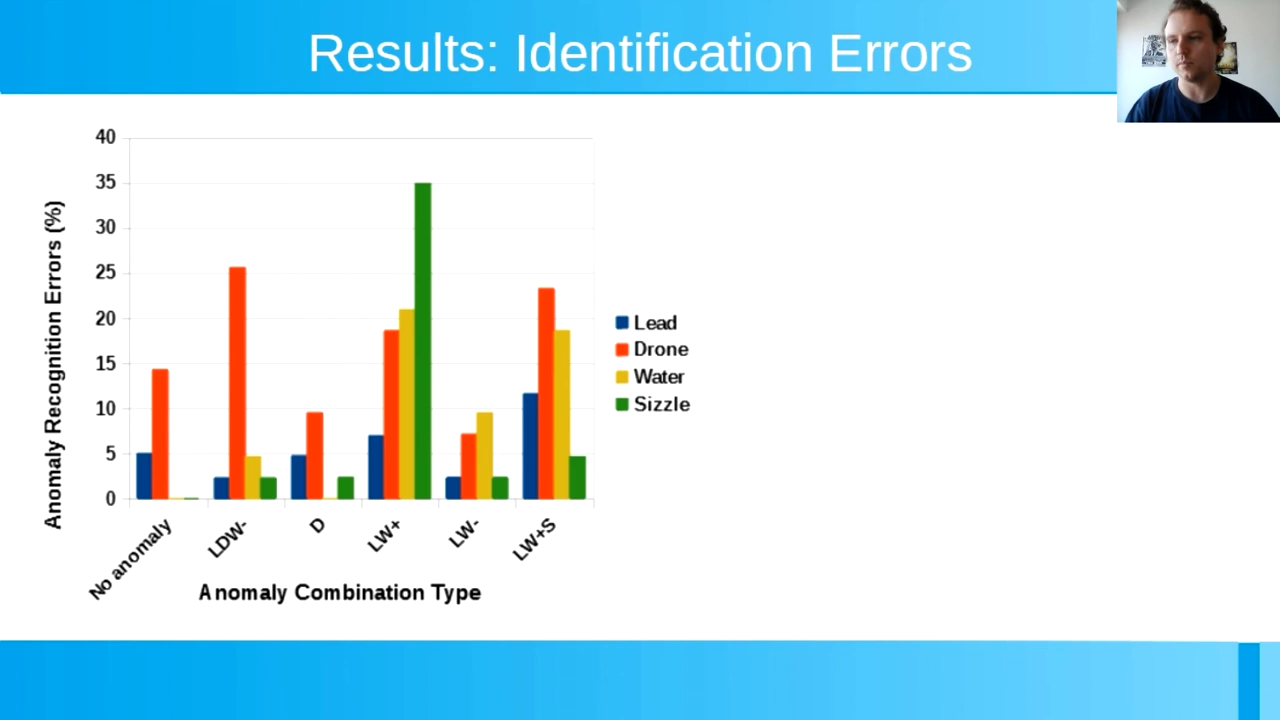 Results: Identification Errors
40
35
30
25
20
15
10
5
0
Anomaly Recognition Errors (%)
No anomaly
LDW-
D
LW+
LW-
LW+S
Anomaly Combination Type
Lead
Drone
Water
Sizzle